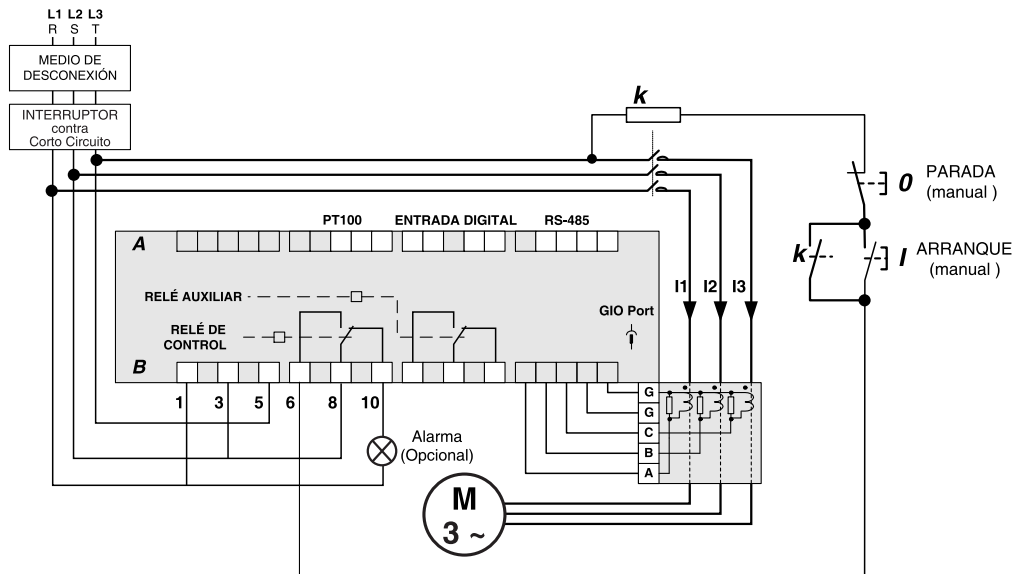 L1 L2 L3
R S T
MEDIO DE
DESCONEXIÓN
INTERRUPTOR
contra
Corto Circuito
k
0 PARADA
(manual )
k I ARRANQUE
(manual )
PT100 ENTRADA DIGITAL RS-485
A
RELÉ AUXILIAR
RELÉ DE
CONTROL
GIO Port
I1 I2 I3
B
1 3 5 6 8 10
G
G
C
B
A
Alarma
(Opcional)
M
3 ~